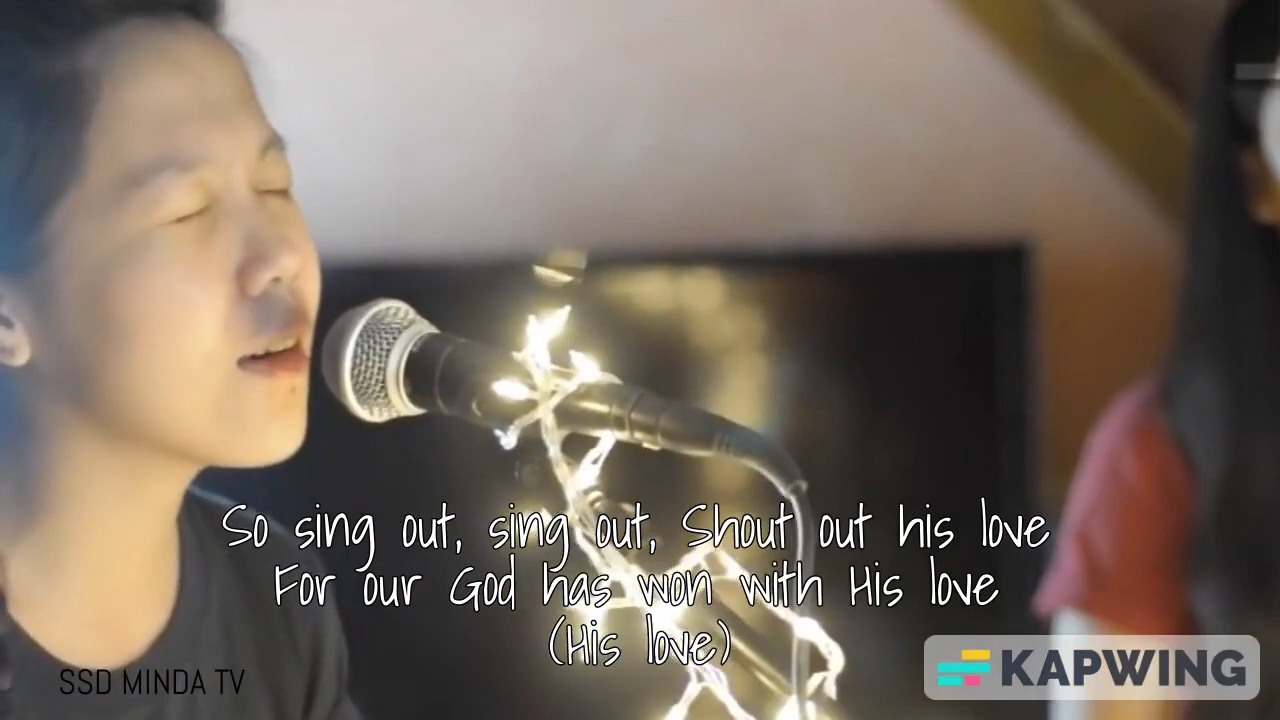 So sing out, sing out, Shout out his love
For our God has won with His love
(His love)
SSD MINDA TV
KAPWING